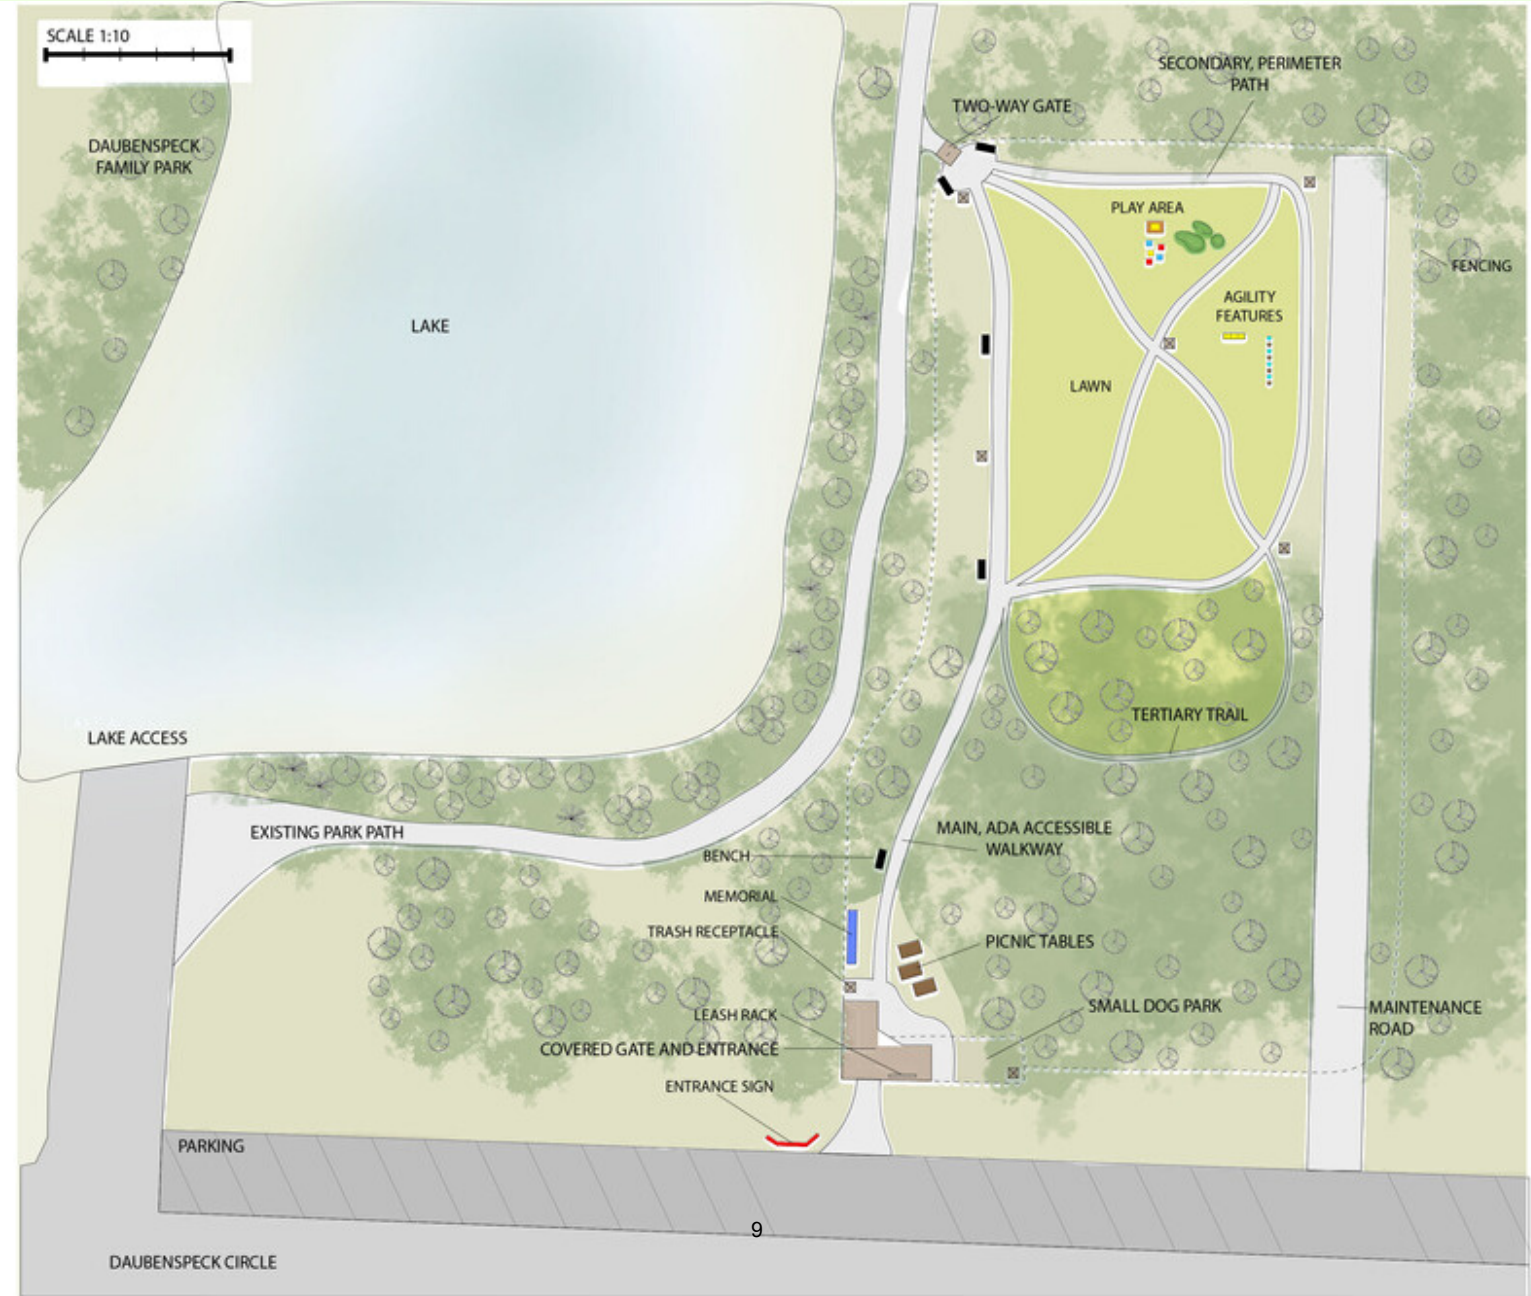 SCALE 1:10
SECONDARY, PERIMETER
PATH
TWO-WAY GATE
DAUBENSPECK
FAMILY PARK
PLAY AREA
FENCING
AGILITY
FEATURES
LAKE
LAWN
TERTIARY TRAIL
LAKE ACCESS
EXISTING PARK PATH
MAIN, ADA ACCESSIBLE
WALKWAY
BENCH
MEMORIAL
TRASH RECEPTACLE
PICNIC TABLES
LEASH RACK
SMALL DOG PARK
MAINTENANCE
ROAD
COVERED GATE AND ENTRANCE
ENTRANCE SIGN
PARKING
9
DAUBENSPECK CIRCLE